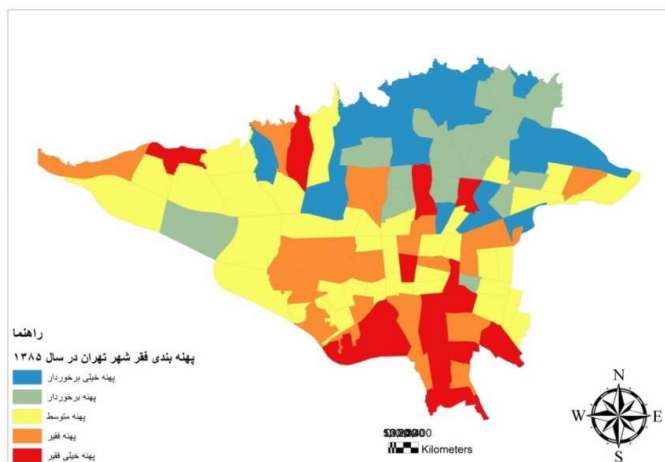 راهنما
پهنه بندی فقر شهر تهران در سال ۱۳۸۵
پهنه خیلی برخوردار
پهنه برخوردار
پهنه متوسط
پهنه فقیر
پهنه خیلی فقیر
Kilometers
N
W E
S